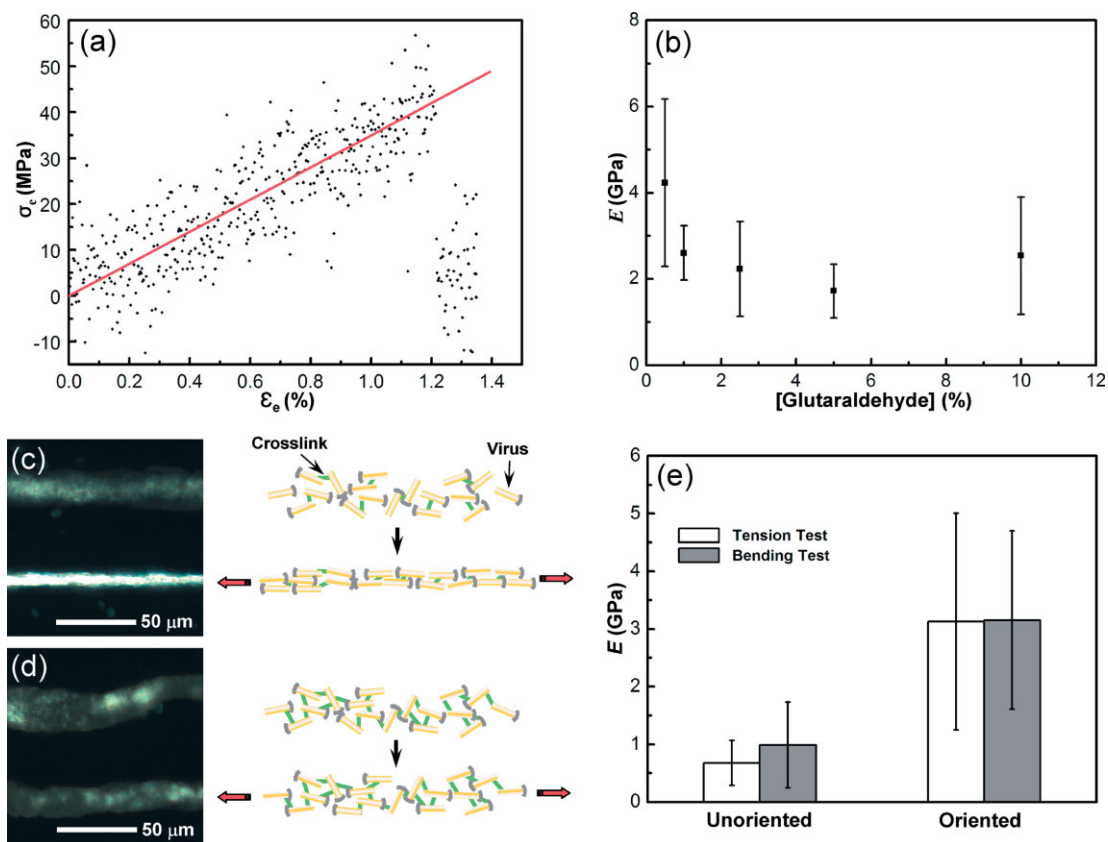 (a)
60
50
40
30
20
10
0
-10
σe (MPa)
0.0 0.2 0.4 0.6 0.8 1.0 1.2 1.4
εe (%)
(b)
8
6
4
2
0
E (GPa)
0 2 4 6 8 10 12
[Glutaraldehyde] (%)
(c)
50 μm
Crosslink Virus
(d)
50 μm
(e)
6
5
4
3
2
1
0
E (GPa)
Tension Test
Bending Test
Unoriented Oriented